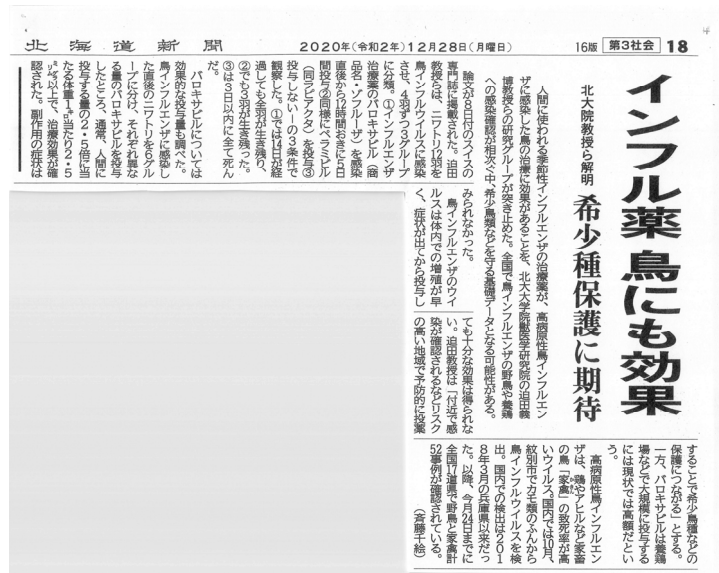 北海道新聞
2020年(令和2年)12月28日(月曜日)
16版 第3社会 18
インフル薬 鳥にも効果
北大院教授ら解明 希少種保護に期待
人間に使われる季節性インフルエンザの治療薬が、高病原性鳥インフルエン
ザに感染した鳥の治療に効果があることを、北大大学院獣医学研究院の迫田義
博教授らの研究グループが突き止めた。全国で鳥インフルエンザの野鳥や養鶏
への感染確認が相次ぐ中、希少鳥類などを守る基礎データとなる可能性がある。
論文が8日付のスイスの
専門誌に掲載された。迫田
教授らは、ニワトリ9羽を
鳥インフルウイルスに感染
させ、4羽ずつ3グループ
に分類。①インフルエンザ
治療薬のバロキサビル(商
品名・ゾフルーザ)を感染
直後から12時間おきに5日
間投与②同様にペラミビル
(同ラピアクタ)を投与③
投与しない―の3条件で
観察した。①では14日が経
過しても全羽が生き残り、
②でも3羽が生き残った。
③は3日以内に全て死ん
だ。
バロキサビルについては
効果的な投与量も調べた。
鳥インフルエンザに感染し
た直後のニワトリを6グル
ープに分け、それぞれ異な
る量のバロキサビルを投与
したところ、通常、人間に
投与する量の2・5倍に当
たる体重1㌔当たり2・5
㍉㌘以上で、治療効果が確
認された。副作用の症状は
みられなかった。
鳥インフルエンザのウイ
ルスは体内での増殖が早
く、症状が出てから投与し
ても十分な効果は得られな
い。迫田教授は「付近で感
染が確認されるなどリスク
の高い地域で予防的に投薬
することで希少鳥種などの
保護につながる」とする。
一方、バロキサビルは養鶏
場などで大規模に投与する
には現状では高額だとい
う。
高病原性鳥インフルエン
ザは、鶏やアヒルなど家畜
の鳥「家禽」の致死率が高
いウイルス。国内では10月、
紋別市でカモ類のふんから
鳥インフルウイルスを検
出。国内での検出は201
8年3月の兵庫県以来だっ
た。以降、今月24日までに
全国17道県で野鳥と家禽計
52事例が確認されている。
(斉藤千絵)